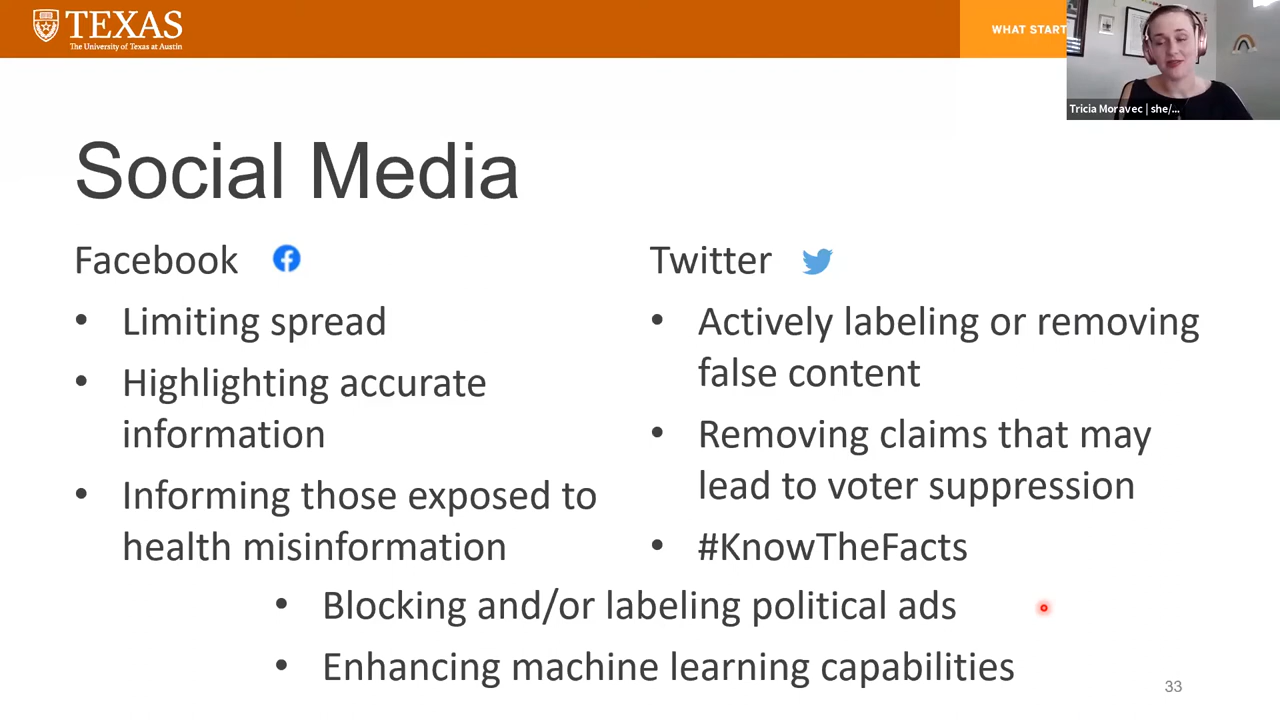 TEXAS
The University of Texas at Austin
WHAT START
Tricia Moravec | she/...
Social Media
Facebook
• Limiting spread
• Highlighting accurate
information
• Informing those exposed to
health misinformation
Twitter
• Actively labeling or removing
false content
• Removing claims that may
lead to voter suppression
• #KnowTheFacts
• Blocking and/or labeling political ads
• Enhancing machine learning capabilities
33